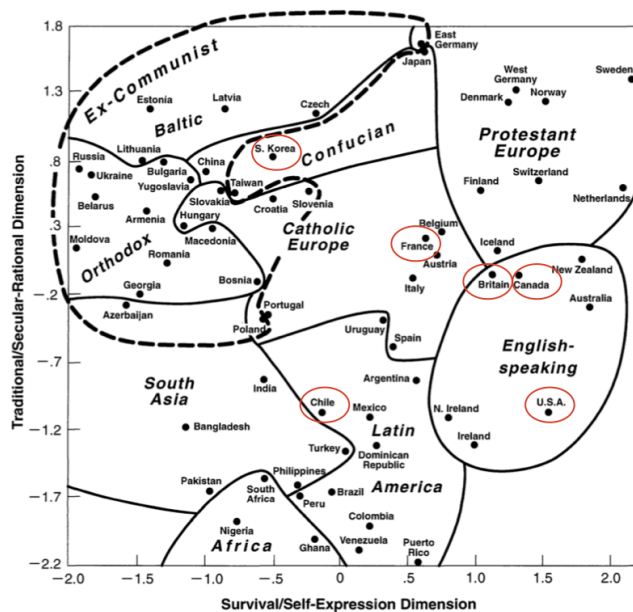 Traditional/Secular-Rational Dimension
1.8
1.3
.8
.3
-.2
-.7
-1.2
-1.7
-2.2
Ex-Communist
East
Germany
Japan
Sweden
West
Germany
Norway
Denmark
Estonia
Latvia
Czech
Baltic
Protestant
Europe
Lithuania
Russia
Bulgaria
China
S. Korea
Confucian
Ukraine
Yugoslavia
Switzerland
Taiwan
Slovakia
Finland
Netherlands
Belarus
Armenia
Hungary
Croatia
Slovenia
Macedonia
Catholic
Europe
Belgium
France
Austria
Iceland
New Zealand
Moldova
Orthodox
Romania
Italy
Britain
Canada
Bosnia
Georgia
Azerbaijan
Portugal
Poland
Australia
Uruguay
Spain
English-
speaking
South
Asia
India
Argentina
Chile
Mexico
N. Ireland
U.S.A.
Bangladesh
Latin
Ireland
Turkey
Dominican
Republic
Pakistan
South
Africa
Philippines
Peru
Brazil
America
Nigeria
Africa
Ghana
Colombia
Venezuela
Puerto
Rico
-2.0
-1.5
-1.0
-.5
.0
.5
1.0
1.5
2.0
Survival/Self-Expression Dimension